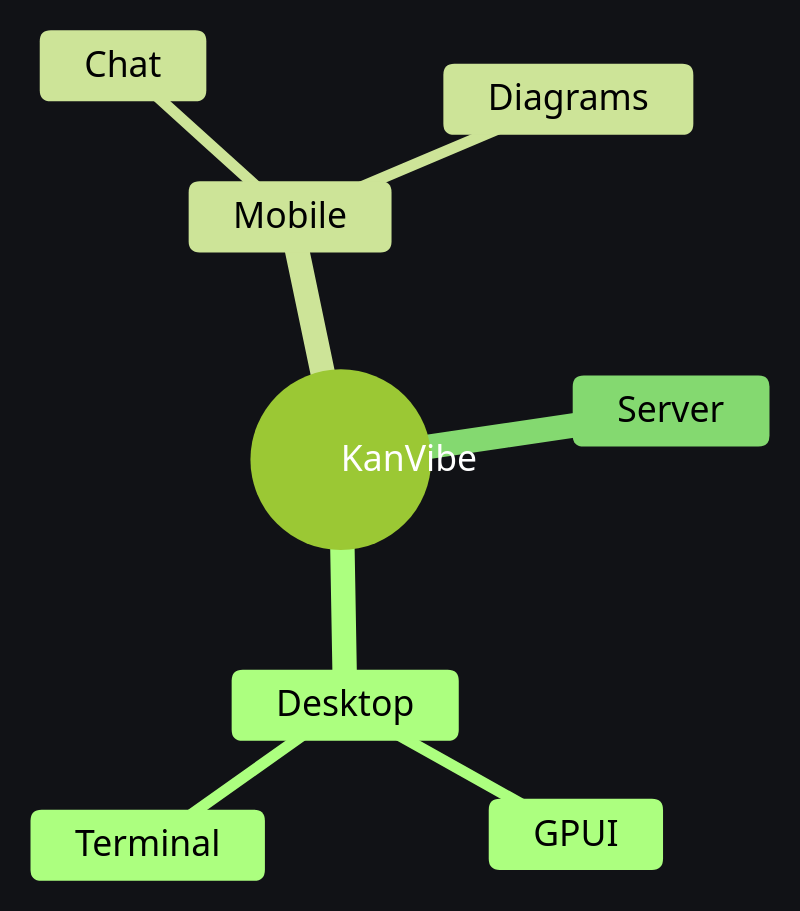 Chat
Diagrams
Mobile
Server
KanVibe
Desktop
Terminal
GPUI